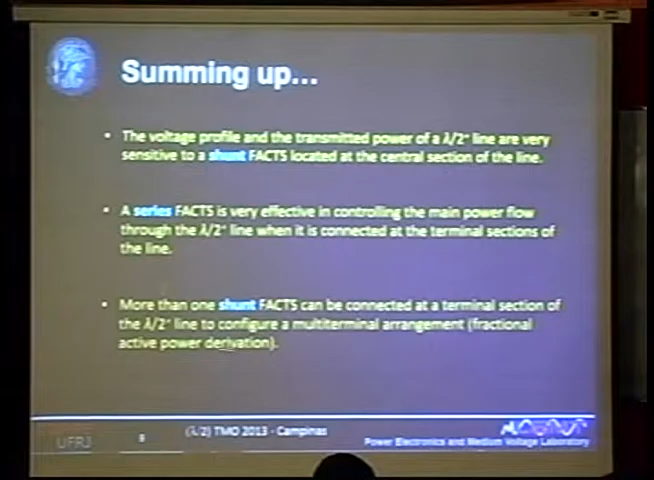 Summing up...
• The voltage profile and the transmitted power of a λ/2⁺ line are very
sensitive to a shunt FACTS located at the central section of the line.
• A series FACTS is very effective in controlling the main power flow
through the λ/2⁺ line when it is connected at the terminal sections of
the line.
• More than one shunt FACTS can be connected at a terminal section of
the λ/2⁺ line to configure a multiterminal arrangement (fractional
active power derivation).
UFRJ
(λ/2) TMO 2013 - Campinas
Power Electronics and Medium Voltage Laboratory